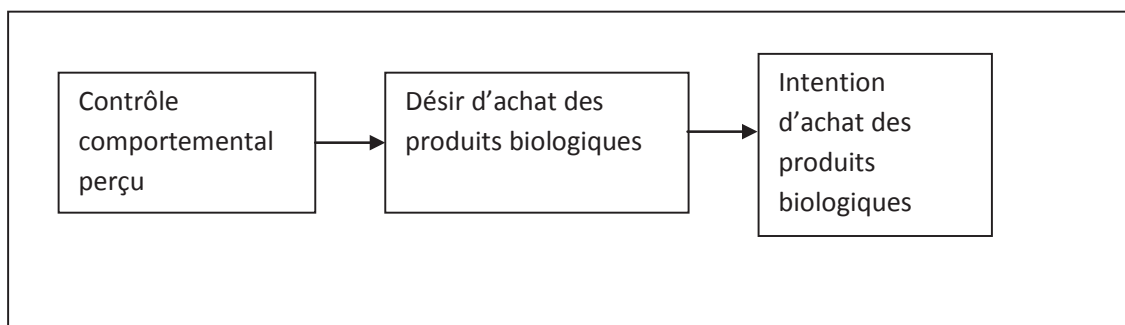 Contrôle
comportemental
perçu
Désir d’achat des
produits biologiques
Intention
d’achat des
produits
biologiques